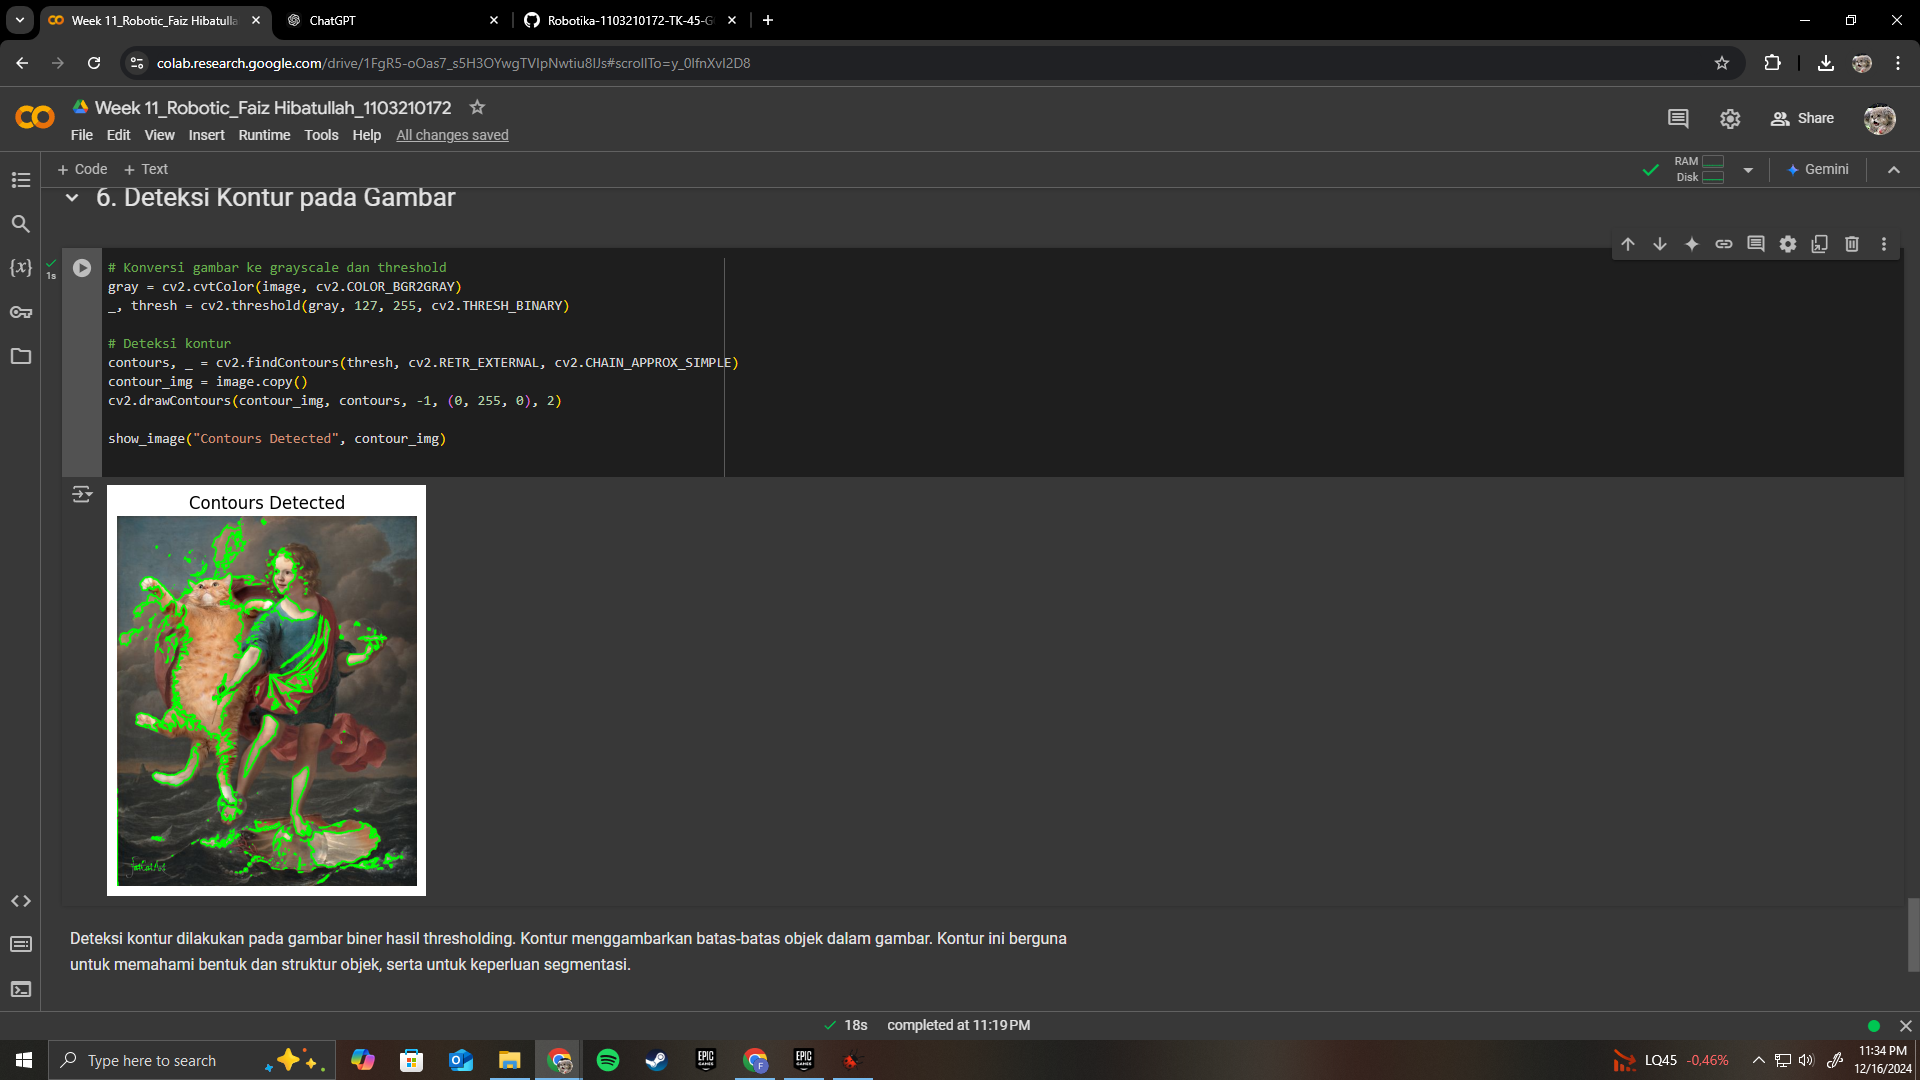 Week 11_Robotic_Faiz Hibatulla
ChatGPT
Robotika-1103210172-TK-45-G
colab.research.google.com/drive/1FgR5-oOas7_s5H3OYwgTVIpNwtiu8IJs#scrollTo=y_0IfnXvI2D8
Week 11_Robotic_Faiz Hibatullah_1103210172
File Edit View Insert Runtime Tools Help All changes saved
Share
+ Code + Text
RAM
Disk
Gemini
6. Deteksi Kontur pada Gambar
1s
# Konversi gambar ke grayscale dan threshold
gray = cv2.cvtColor(image, cv2.COLOR_BGR2GRAY)
_, thresh = cv2.threshold(gray, 127, 255, cv2.THRESH_BINARY)
# Deteksi kontur
contours, _ = cv2.findContours(thresh, cv2.RETR_EXTERNAL, cv2.CHAIN_APPROX_SIMPLE)
contour_img = image.copy()
cv2.drawContours(contour_img, contours, -1, (0, 255, 0), 2)
show_image("Contours Detected", contour_img)
Contours Detected
FatCatArt
Deteksi kontur dilakukan pada gambar biner hasil thresholding. Kontur menggambarkan batas-batas objek dalam gambar. Kontur ini berguna
untuk memahami bentuk dan struktur objek, serta untuk keperluan segmentasi.
18s completed at 11:19 PM
Type here to search
EPIC GAMES
EPIC GAMES
LQ45 -0,46%
11:34 PM
12/16/2024